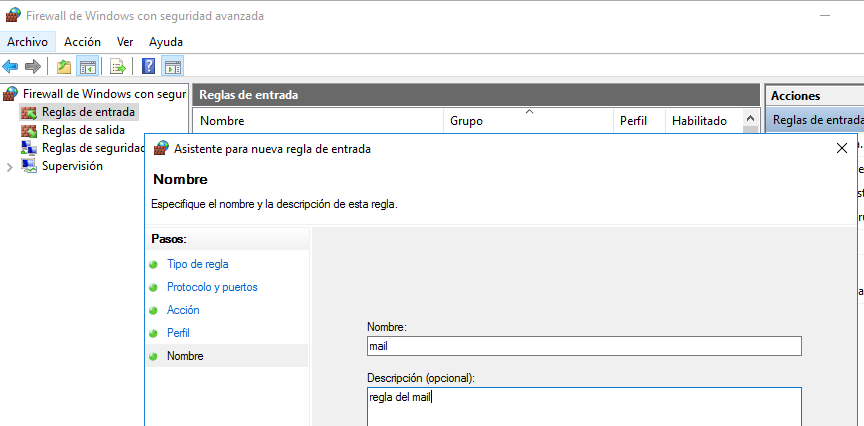 Firewall de Windows con seguridad avanzada
Archivo Acción Ver Ayuda
Firewall de Windows con segur
Reglas de entrada
Reglas de salida
Reglas de seguridad
Supervisión
Reglas de entrada
Nombre Grupo Perfil Habilitado
Acciones
Reglas de entrada
Asistente para nueva regla de entrada
Nombre
Especifique el nombre y la descripción de esta regla.
Pasos:
Tipo de regla
Protocolo y puertos
Acción
Perfil
Nombre
Nombre:
mail
Descripción (opcional):
regla del mail